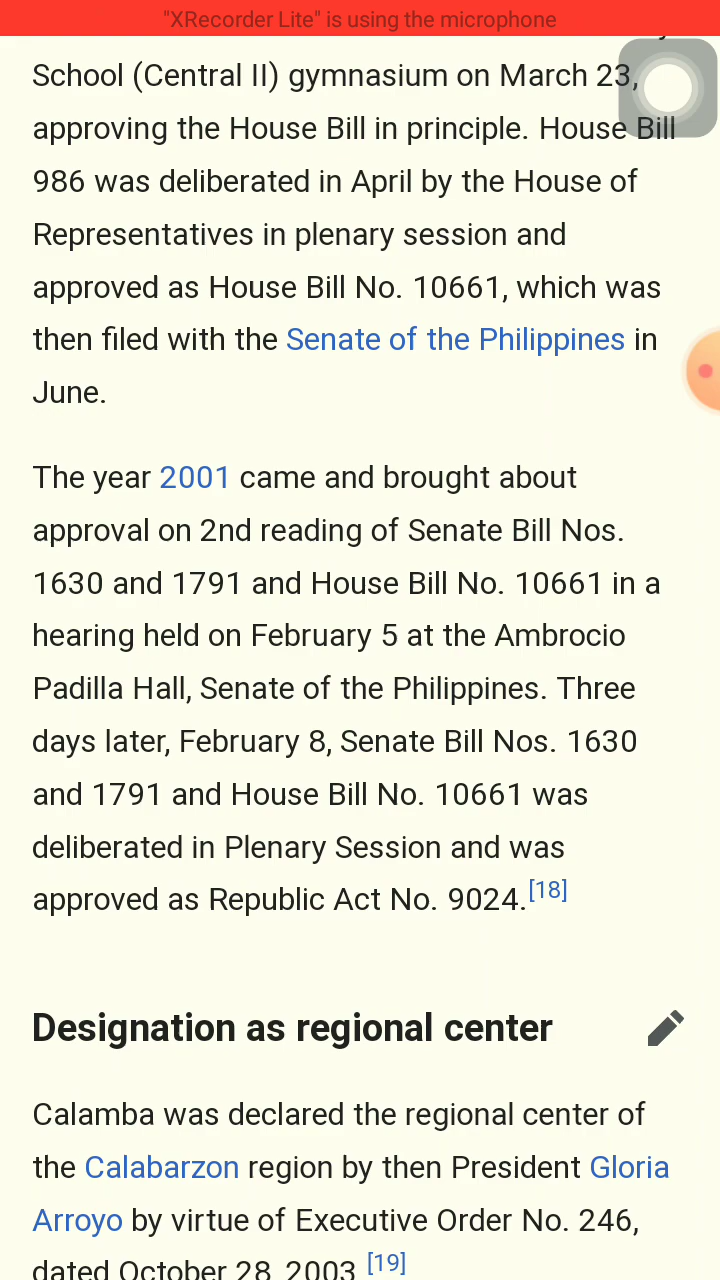 "XRecorder Lite" is using the microphone
School (Central II) gymnasium on March 23,
approving the House Bill in principle. House Bill
986 was deliberated in April by the House of
Representatives in plenary session and
approved as House Bill No. 10661, which was
then filed with the Senate of the Philippines in
June.
The year 2001 came and brought about
approval on 2nd reading of Senate Bill Nos.
1630 and 1791 and House Bill No. 10661 in a
hearing held on February 5 at the Ambrocio
Padilla Hall, Senate of the Philippines. Three
days later, February 8, Senate Bill Nos. 1630
and 1791 and House Bill No. 10661 was
deliberated in Plenary Session and was
approved as Republic Act No. 9024.[18]
Designation as regional center
Calamba was declared the regional center of
the Calabarzon region by then President Gloria
Arroyo by virtue of Executive Order No. 246,
dated October 28, 2003.[19]